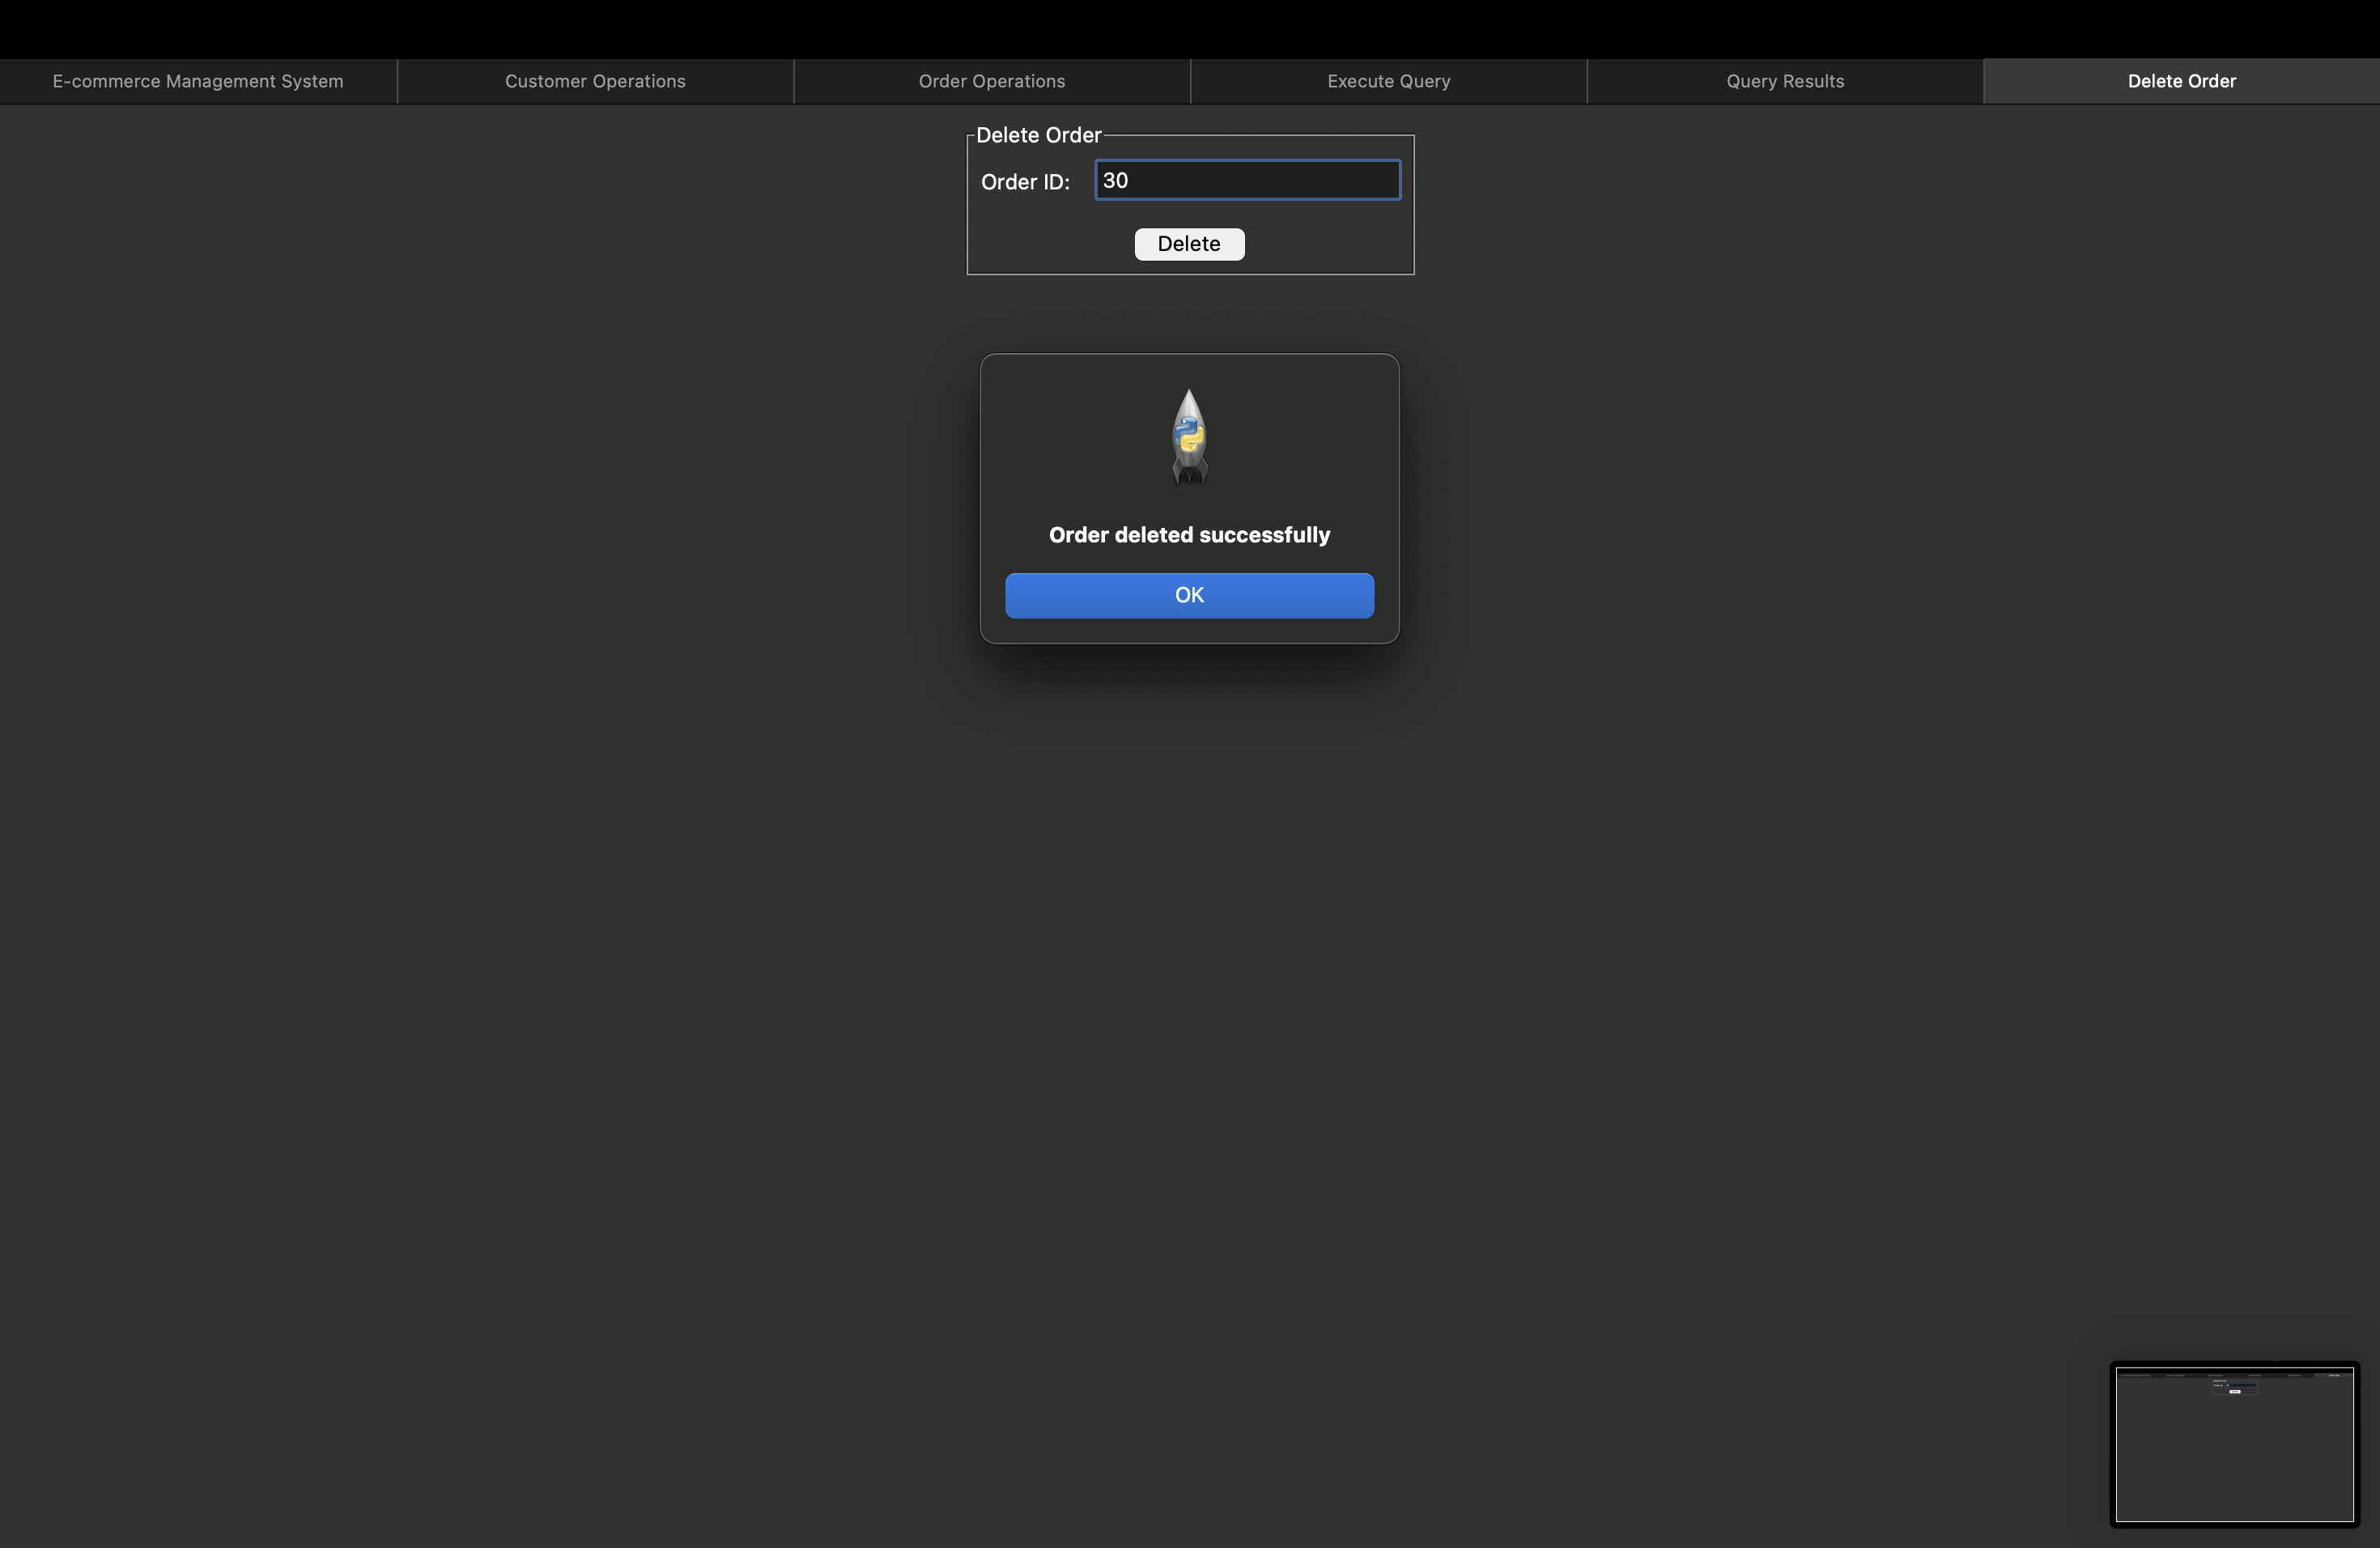 E-commerce Management System
Customer Operations
Order Operations
Execute Query
Query Results
Delete Order
Delete Order
Order ID:
30
Delete
Order deleted successfully
OK